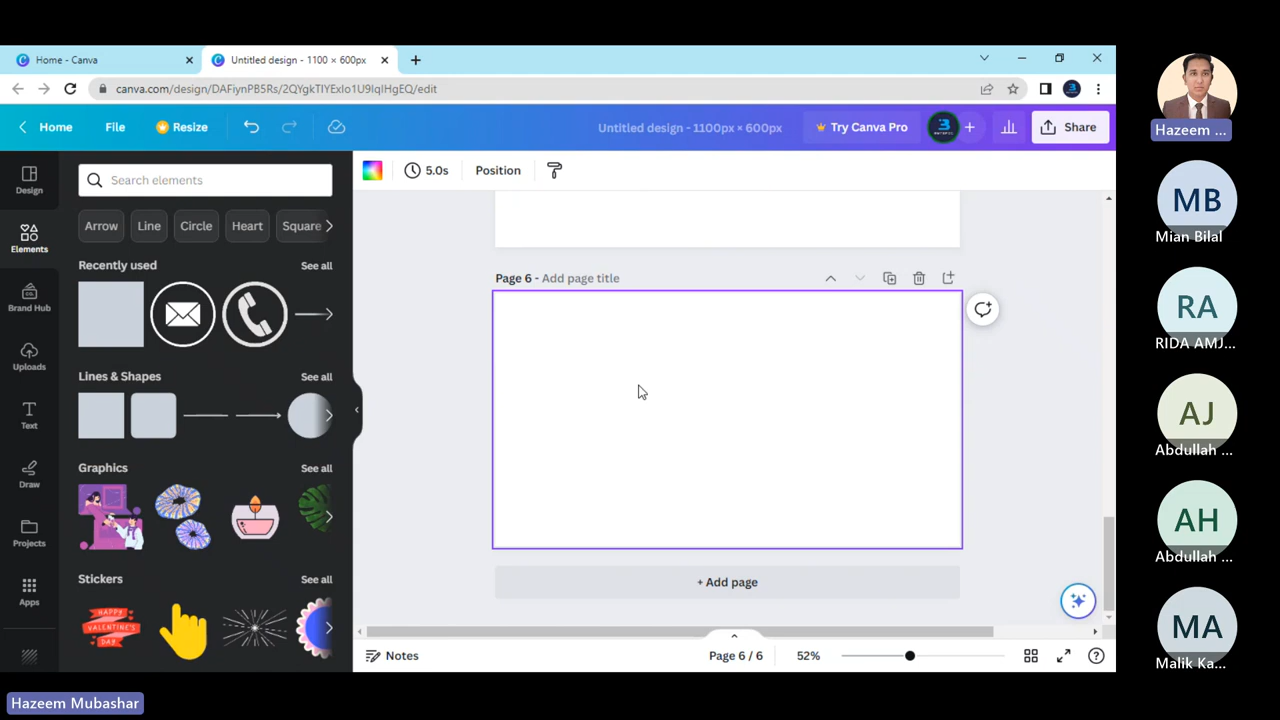 Home - Canva
Untitled design - 1100 × 600px
canva.com/design/DAFiynPB5Rs/2QYgkTIYExIo1U9lqIHgEQ/edit
Home
File
Resize
Untitled design - 1100px × 600px
Try Canva Pro
Share
Design
Elements
Brand Hub
Uploads
Text
Draw
Projects
Apps
Search elements
Arrow
Line
Circle
Heart
Square
Recently used
See all
Lines & Shapes
See all
Graphics
See all
Stickers
See all
HAPPY
VALENTINE'S
DAY
5.0s
Position
Page 6 - Add page title
+ Add page
Notes
Page 6 / 6
52%
Hazeem ...
MB
Mian Bilal
RA
RIDA AMJ...
AJ
Abdullah ...
AH
Abdullah ...
MA
Malik Ka...
Hazeem Mubashar